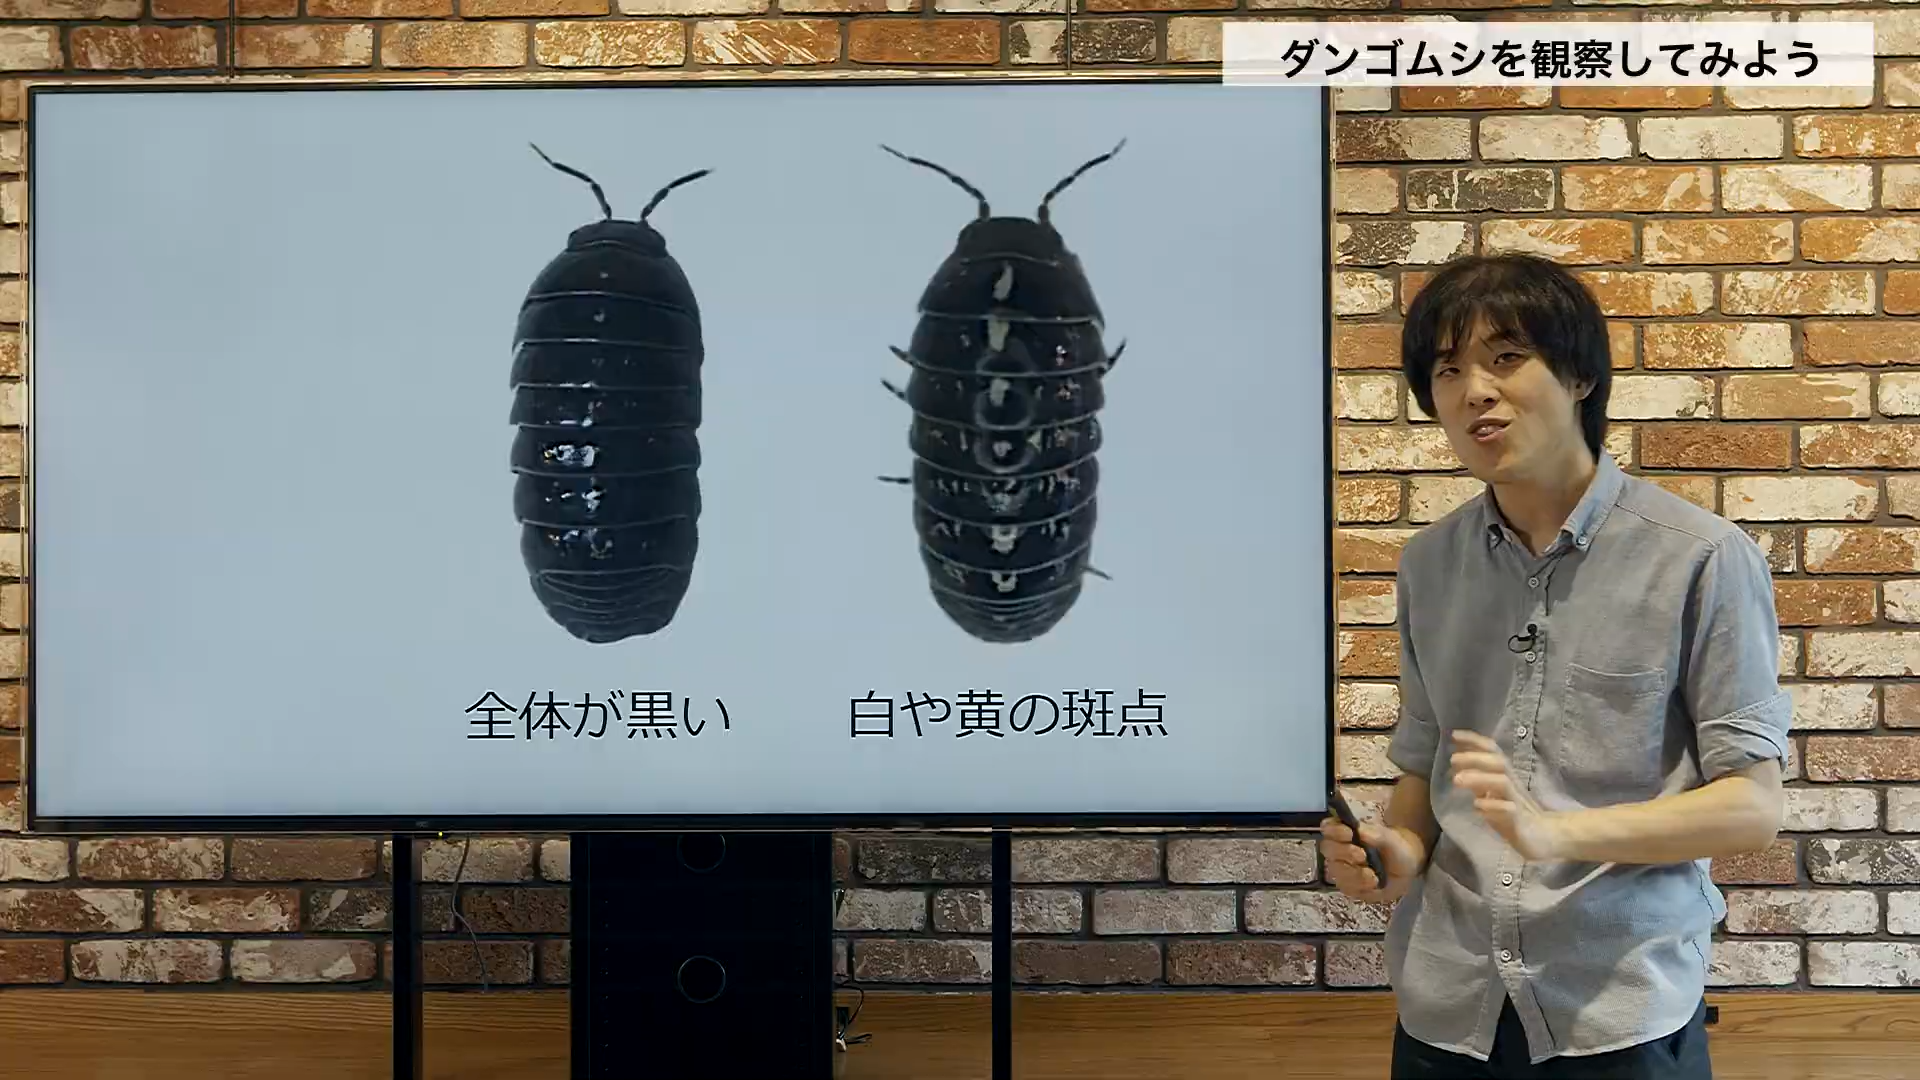 ダンゴムシを観察してみよう
全体が黒い
白や黄の斑点